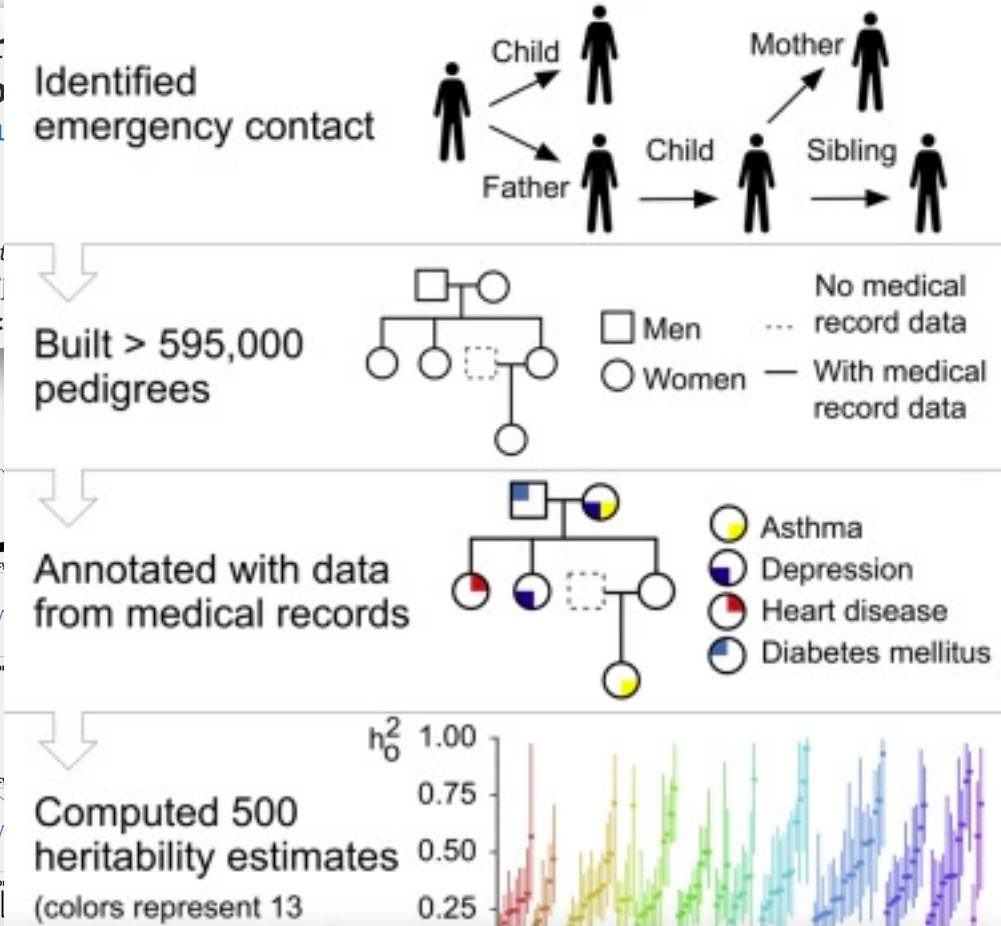 Identified
emergency contact
Child
Mother
Father
Child
Sibling
Built > 595,000
pedigrees
Men
Women
No medical
record data
With medical
record data
Annotated with data
from medical records
Asthma
Depression
Heart disease
Diabetes mellitus
Computed 500
heritability estimates
(colors represent 13
h²ₒ
1.00
0.75
0.50
0.25